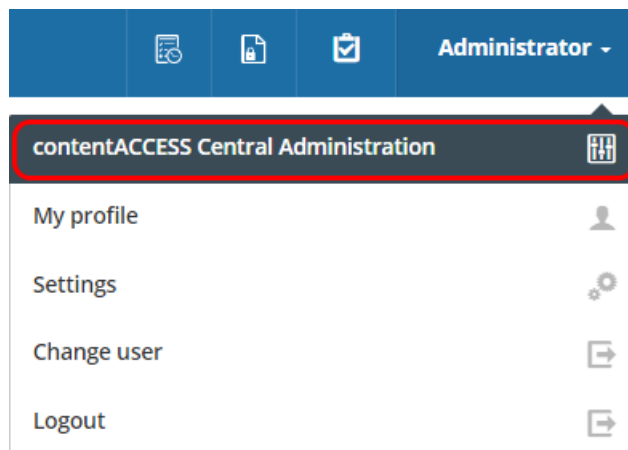 Administrator
contentACCESS Central Administration
My profile
Settings
Change user
Logout